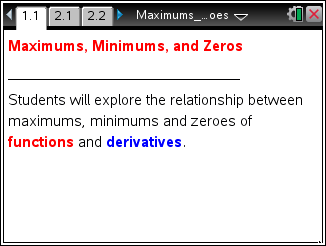 1.1 2.1 2.2 Maximums_...oes
Maximums, Minimums, and Zeros
Students will explore the relationship between
maximums, minimums and zeroes of
functions and derivatives.